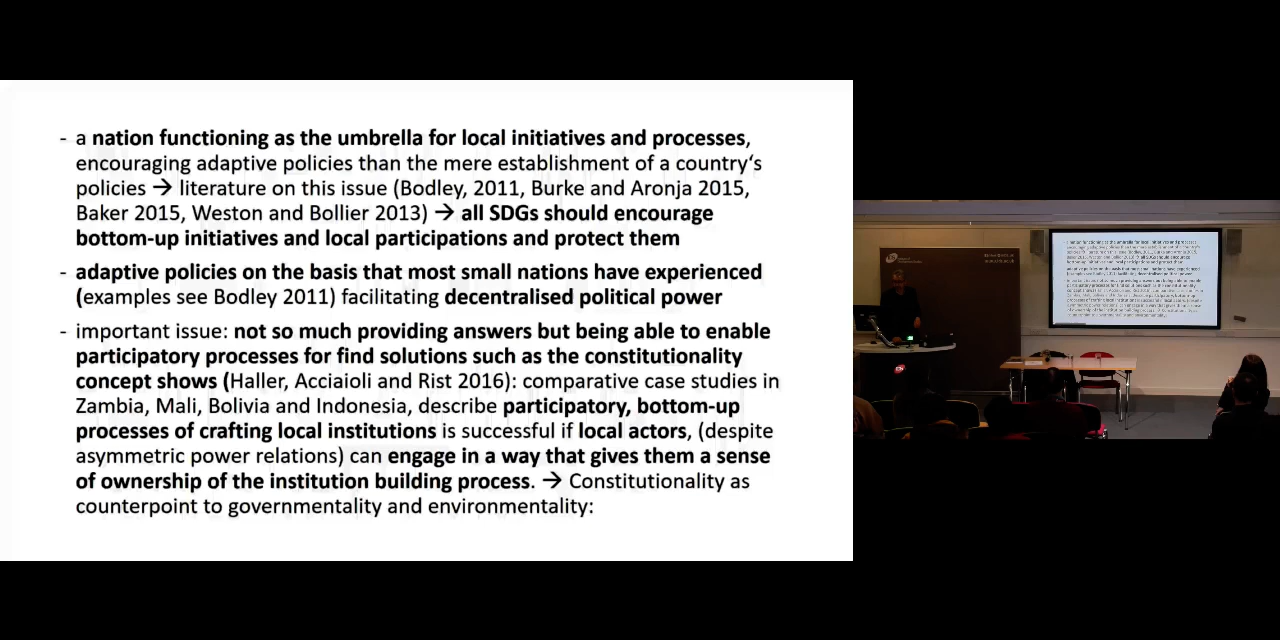 - a nation functioning as the umbrella for local initiatives and processes,
encouraging adaptive policies than the mere establishment of a country‘s
policies → literature on this issue (Bodley, 2011, Burke and Aronja 2015,
Baker 2015, Weston and Bollier 2013) → all SDGs should encourage
bottom-up initiatives and local participations and protect them
- adaptive policies on the basis that most small nations have experienced
(examples see Bodley 2011) facilitating decentralised political power
- important issue: not so much providing answers but being able to enable
participatory processes for find solutions such as the constitutionality
concept shows (Haller, Acciaioli and Rist 2016): comparative case studies in
Zambia, Mali, Bolivia and Indonesia, describe participatory, bottom-up
processes of crafting local institutions is successful if local actors, (despite
asymmetric power relations) can engage in a way that gives them a sense
of ownership of the institution building process. → Constitutionality as
counterpoint to governmentality and environmentality: